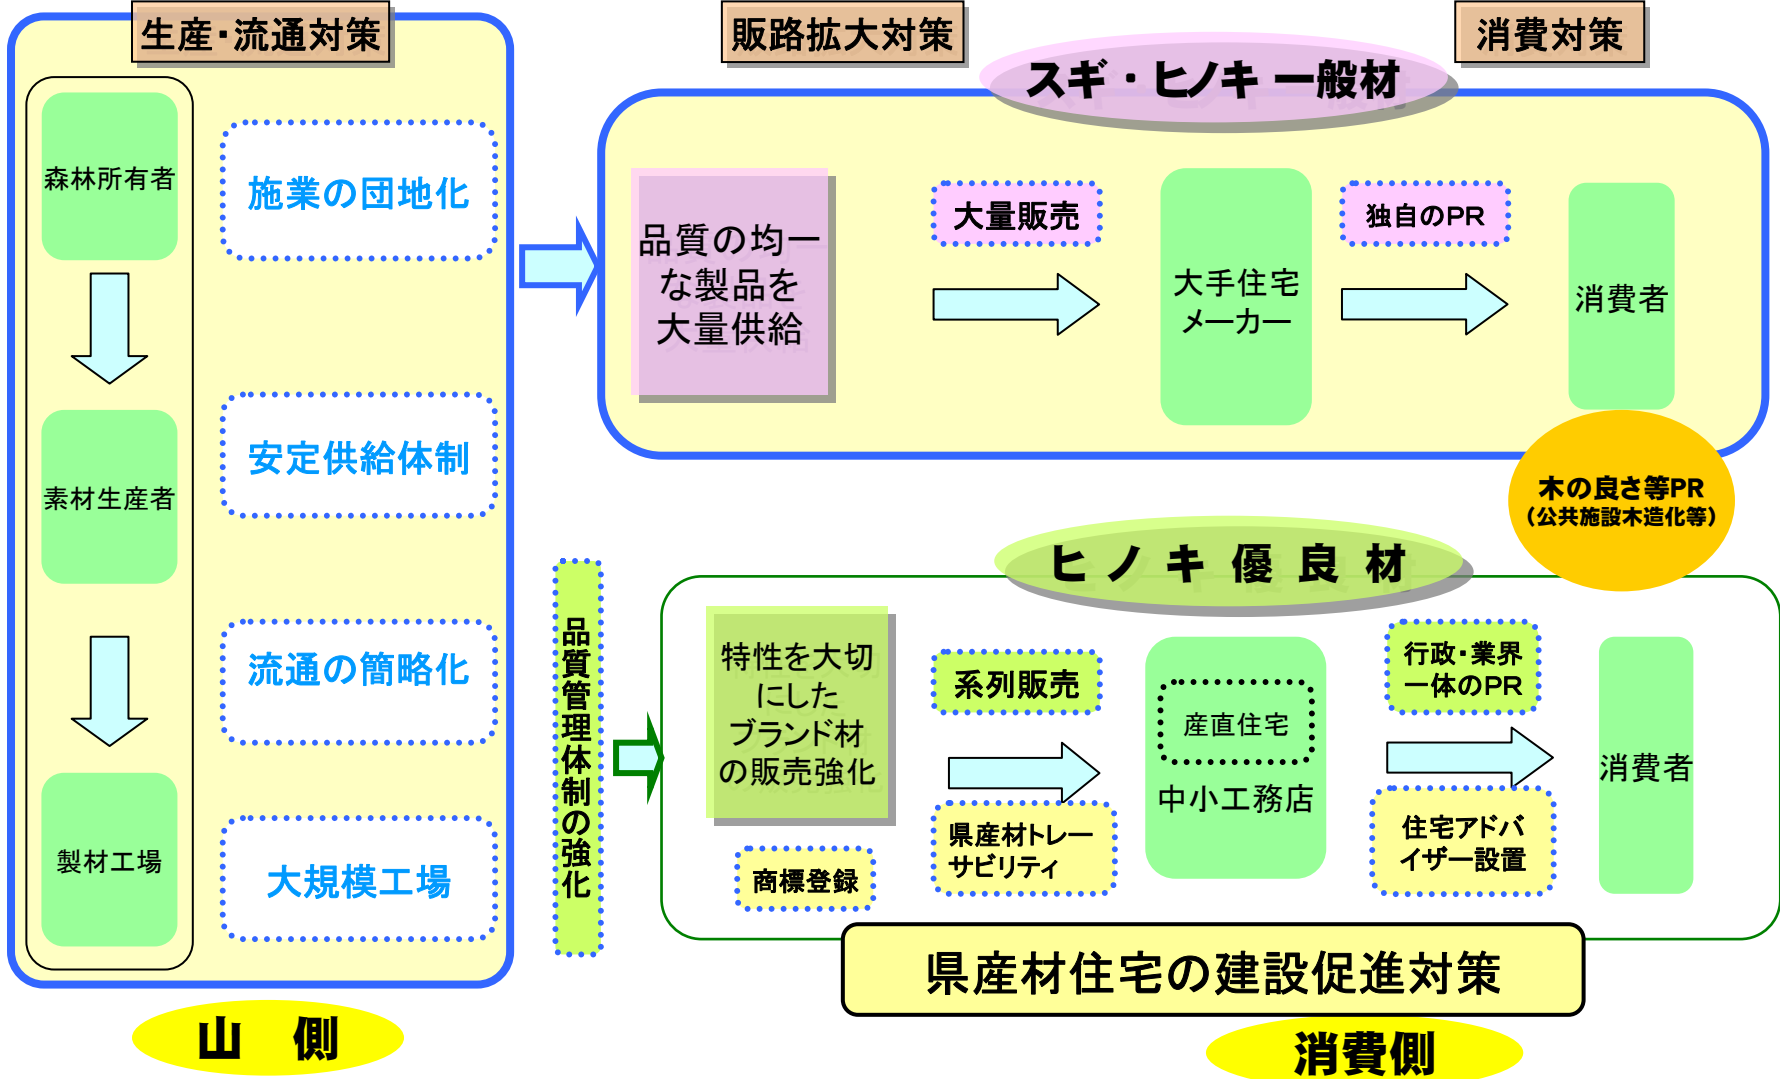 生産・流通対策
森林所有者
素材生産者
製材工場
施業の団地化
安定供給体制
流通の簡略化
大規模工場
山 側
販路拡大対策
消費対策
スギ・ヒノキ 一般材
品質の均一
な製品を
大量供給
大量販売
大手住宅
メーカー
独自のPR
消費者
木の良さ等PR
(公共施設木造化等)
品質管理体制の強化
ヒノキ優良材
特性を大切
にした
ブランド材
の販売強化
商標登録
系列販売
県産材トレー
サビリティ
産直住宅
中小工務店
行政・業界
一体のPR
住宅アドバ
イザー設置
消費者
県産材住宅の建設促進対策
消費側